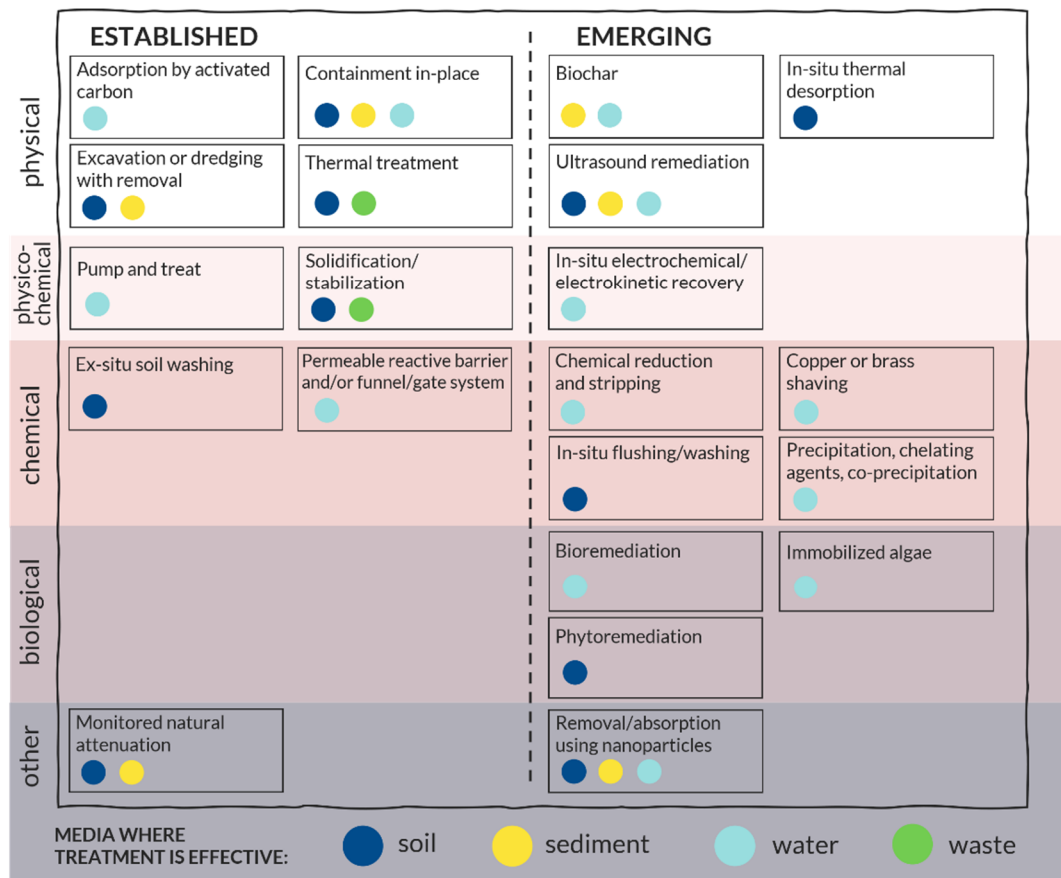 ESTABLISHED
EMERGING
physical
Adsorption by activated
carbon
Containment in-place
Biochar
In-situ thermal
desorption
Excavation or dredging
with removal
Thermal treatment
Ultrasound remediation
physico-
chemical
Pump and treat
Solidification/
stabilization
In-situ electrochemical/
electrokinetic recovery
chemical
Ex-situ soil washing
Permeable reactive barrier
and/or funnel/gate system
Chemical reduction
and stripping
Copper or brass
shaving
In-situ flushing/washing
Precipitation, chelating
agents, co-precipitation
biological
Bioremediation
Immobilized algae
Phytoremediation
other
Monitored natural
attenuation
Removal/absorption
using nanoparticles
MEDIA WHERE
TREATMENT IS EFFECTIVE:
soil
sediment
water
waste